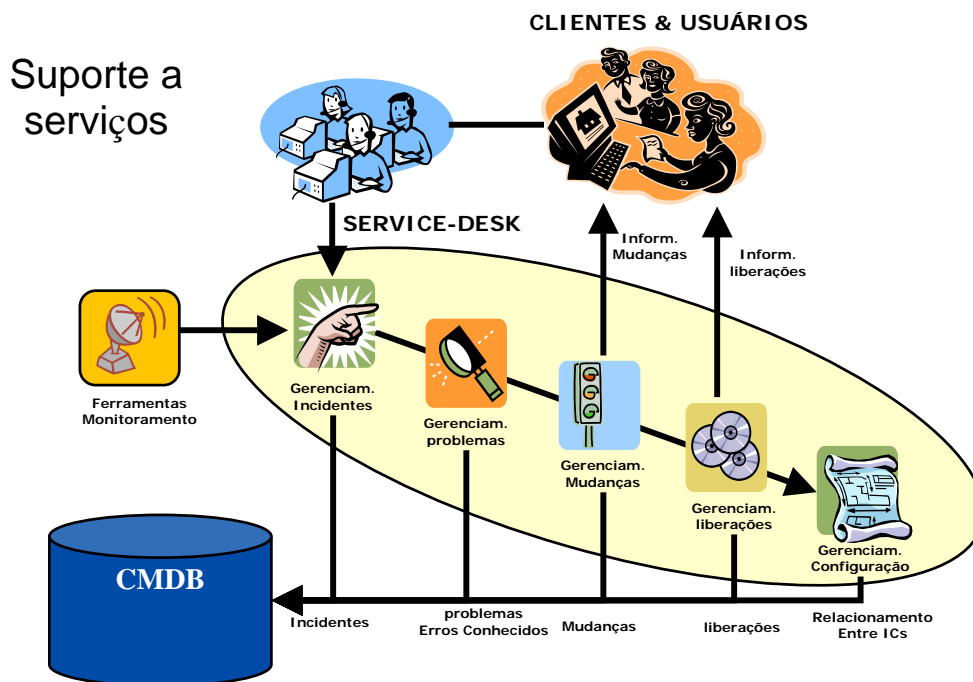 CLIENTES & USUÁRIOS
Suporte a
serviços
SERVICE-DESK
Inform.
Mudanças
Inform.
liberações
Ferramentas
Monitoramento
Gerenciam.
Incidentes
Gerenciam.
problemas
Gerenciam.
Mudanças
Gerenciam.
liberações
Gerenciam.
Configuração
CMDB
Incidentes
problemas
Erros Conhecidos
Mudanças
liberações
Relacionamento
Entre ICs